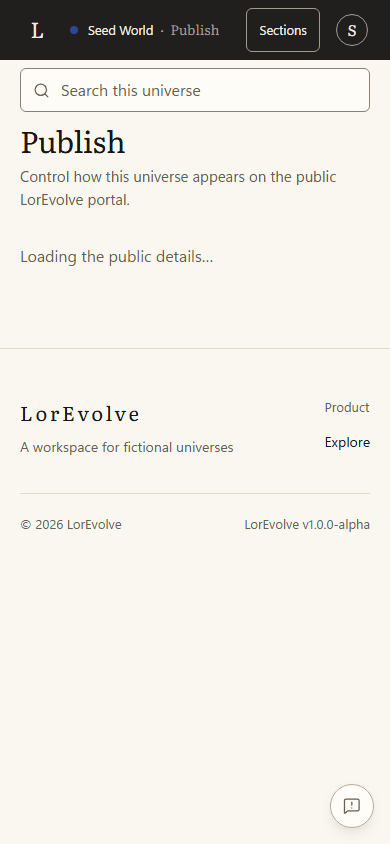 L
Seed World · Publish
Sections
S
Search this universe
Publish
Control how this universe appears on the public
LorEvolve portal.
Loading the public details...
LorEvolve
A workspace for fictional universes
Product
Explore
© 2026 LorEvolve
LorEvolve v1.0.0-alpha